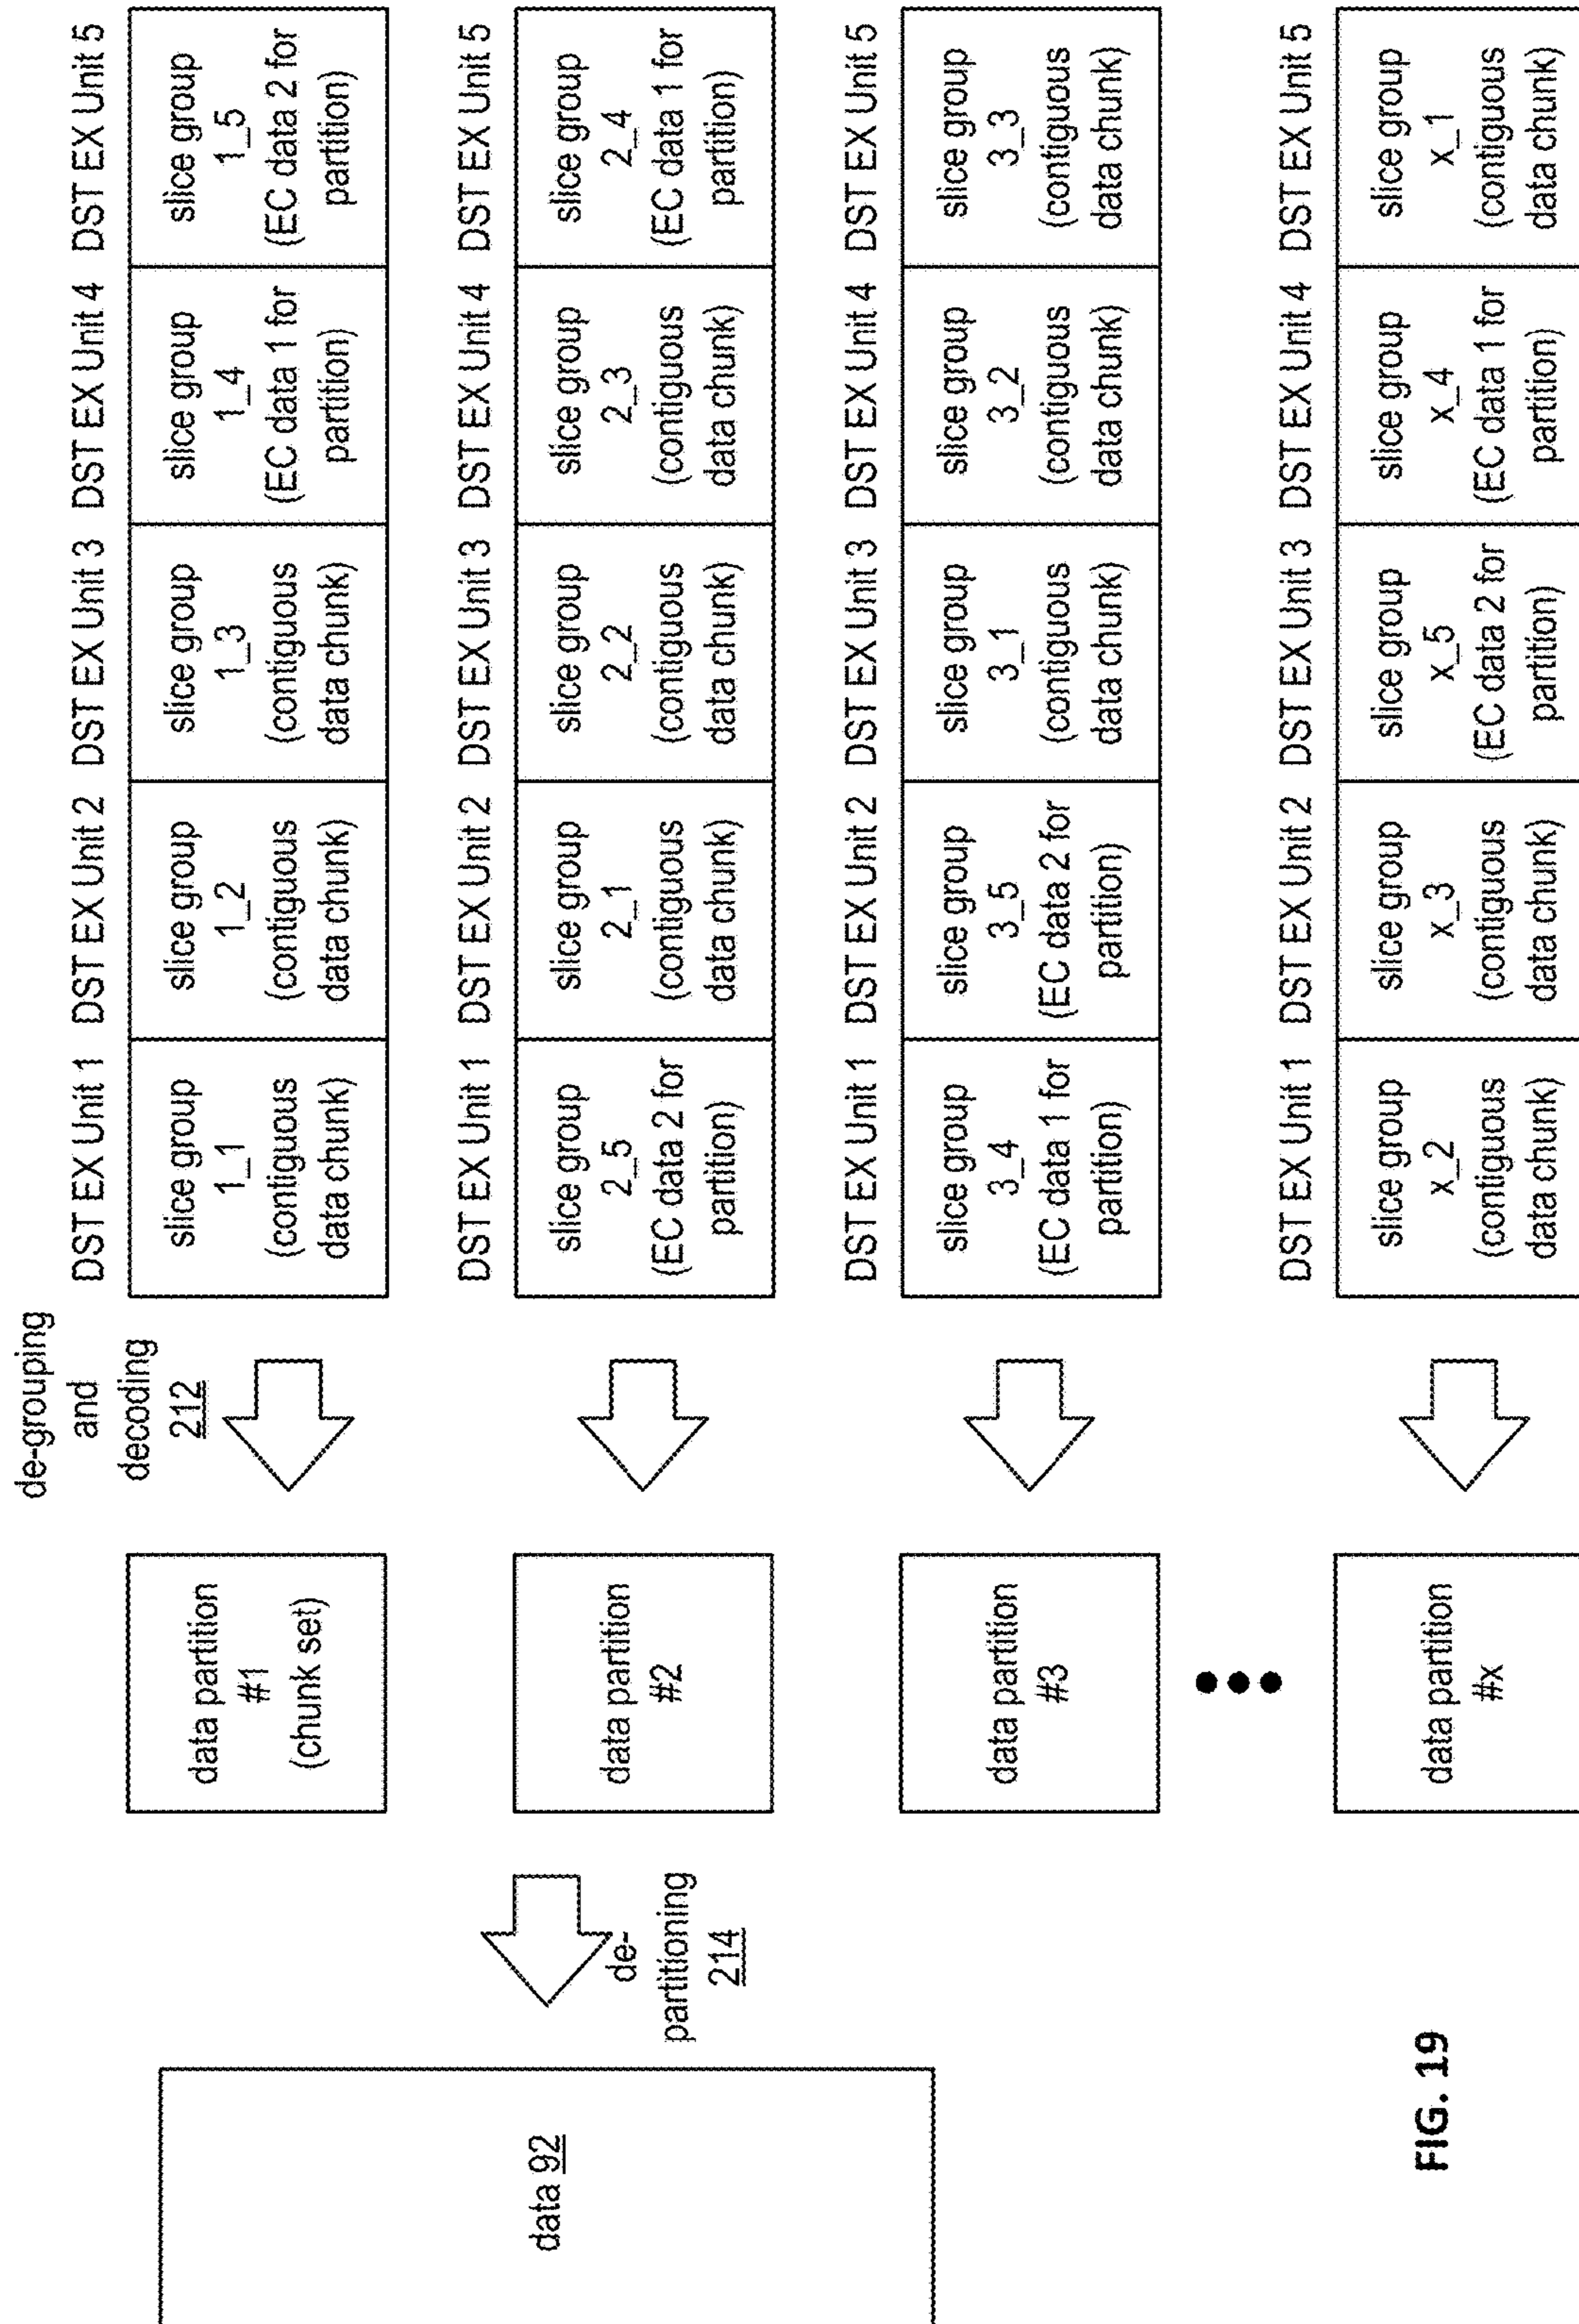 de-grouping
and
decoding
212
data 92
de-
partitioning
214
data partition
#1
(chunk set)
DST EX Unit 1
slice group
1_1
(contiguous
data chunk)
DST EX Unit 2
slice group
1_2
(contiguous
data chunk)
DST EX Unit 3
slice group
1_3
(contiguous
data chunk)
DST EX Unit 4
slice group
1_4
(EC data 1 for
partition)
DST EX Unit 5
slice group
1_5
(EC data 2 for
partition)
data partition
#2
DST EX Unit 1
slice group
2_5
(EC data 2 for
partition)
DST EX Unit 2
slice group
2_1
(contiguous
data chunk)
DST EX Unit 3
slice group
2_2
(contiguous
data chunk)
DST EX Unit 4
slice group
2_3
(contiguous
data chunk)
DST EX Unit 5
slice group
2_4
(EC data 1 for
partition)
data partition
#3
DST EX Unit 1
slice group
3_4
(EC data 1 for
partition)
DST EX Unit 2
slice group
3_5
(EC data 2 for
partition)
DST EX Unit 3
slice group
3_1
(contiguous
data chunk)
DST EX Unit 4
slice group
3_2
(contiguous
data chunk)
DST EX Unit 5
slice group
3_3
(contiguous
data chunk)
data partition
#x
DST EX Unit 1
slice group
x_2
(contiguous
data chunk)
DST EX Unit 2
slice group
x_3
(contiguous
data chunk)
DST EX Unit 3
slice group
x_5
(EC data 2 for
partition)
DST EX Unit 4
slice group
x_4
(EC data 1 for
partition)
DST EX Unit 5
slice group
x_1
(contiguous
data chunk)
FIG. 19